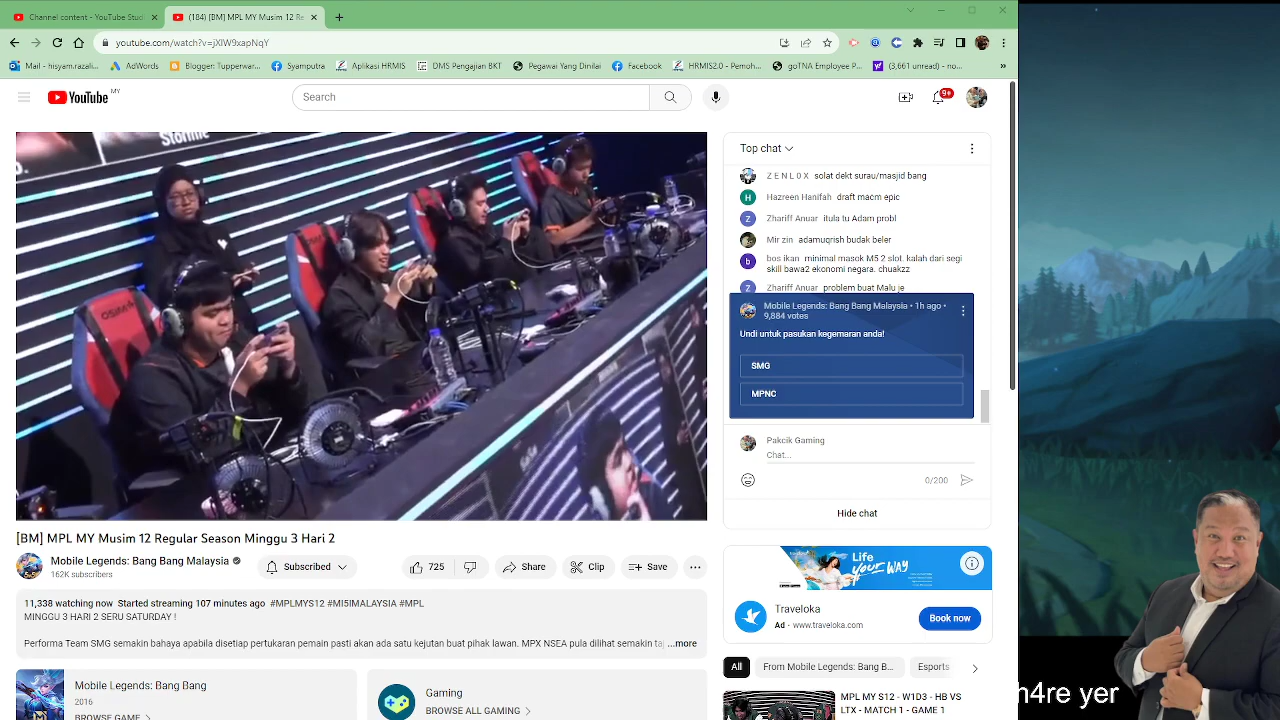 Channel content - YouTube Studi
(184) [BM] MPL MY Musim 12 Re
youtube.com/watch?v=jXIW9xapNqY
Mail - hisyam.razali...
AdWords
Blogger: Tupperwar...
Syamputra
Aplikasi HRMIS
DMS Pengajian BKT
Pegawai Yang Dinilai
Facebook
HRMIS2.0 - Pemoh...
goTNA Employee P...
(3,661 unread) - no...
YouTube MY
Search
9+
Stormie
OSIM
Top chat
Z E N L 0 X solat dekt surau/masjid bang
Hazreen Hanifah draft macm epic
Zhariff Anuar itula tu Adam probl
Mir zin adamuqrish budak beler
bos ikan minimal masok M5 2 slot. kalah dari segi
skill bawa2 ekonomi negara. chuakzz
Zhariff Anuar problem buat Malu je
Mobile Legends: Bang Bang Malaysia • 1h ago •
9,884 votes
Undi untuk pasukan kegemaran anda!
SMG
MPNC
Pakcik Gaming
Chat...
0/200
Hide chat
[BM] MPL MY Musim 12 Regular Season Minggu 3 Hari 2
Mobile Legends: Bang Bang Malaysia
162K subscribers
Subscribed
725
Share
Clip
Save
11,338 watching now Started streaming 107 minutes ago #MPLMYS12 #MI5IMALAYSIA #MPL
MINGGU 3 HARI 2 SERU SATURDAY !
Performa Team SMG semakin bahaya apabila disetiap pertukaran pemain pasti akan ada satu kejutan buat pihak lawan. MPX NSEA pula dilihat semakin ta ...more
Mobile Legends: Bang Bang
2016
BROWSE GAME
Gaming
BROWSE ALL GAMING
Life
your WAY
Traveloka
Ad • www.traveloka.com
Book now
All
From Mobile Legends: Bang B...
Esports
MPL MY S12 - W1D3 - HB VS
LTX - MATCH 1 - GAME 1
n4re yer